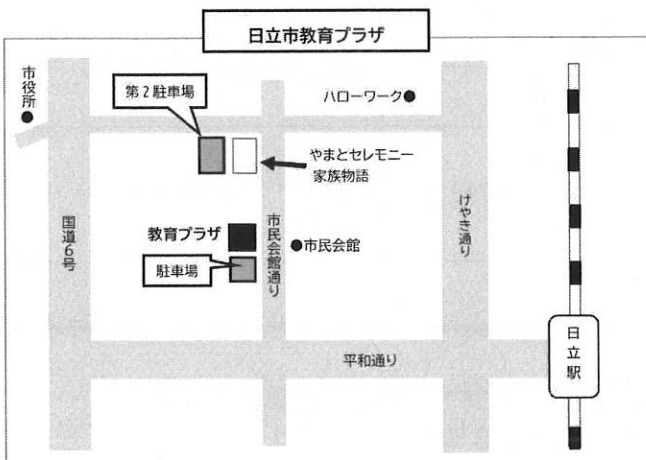 日立市教育プラザ
市役所
第2駐車場
ハローワーク
やまとセレモニー
家族物語
国道6号
教育プラザ
駐車場
市民会館通り
市民会館
けやき通り
平和通り
日立駅